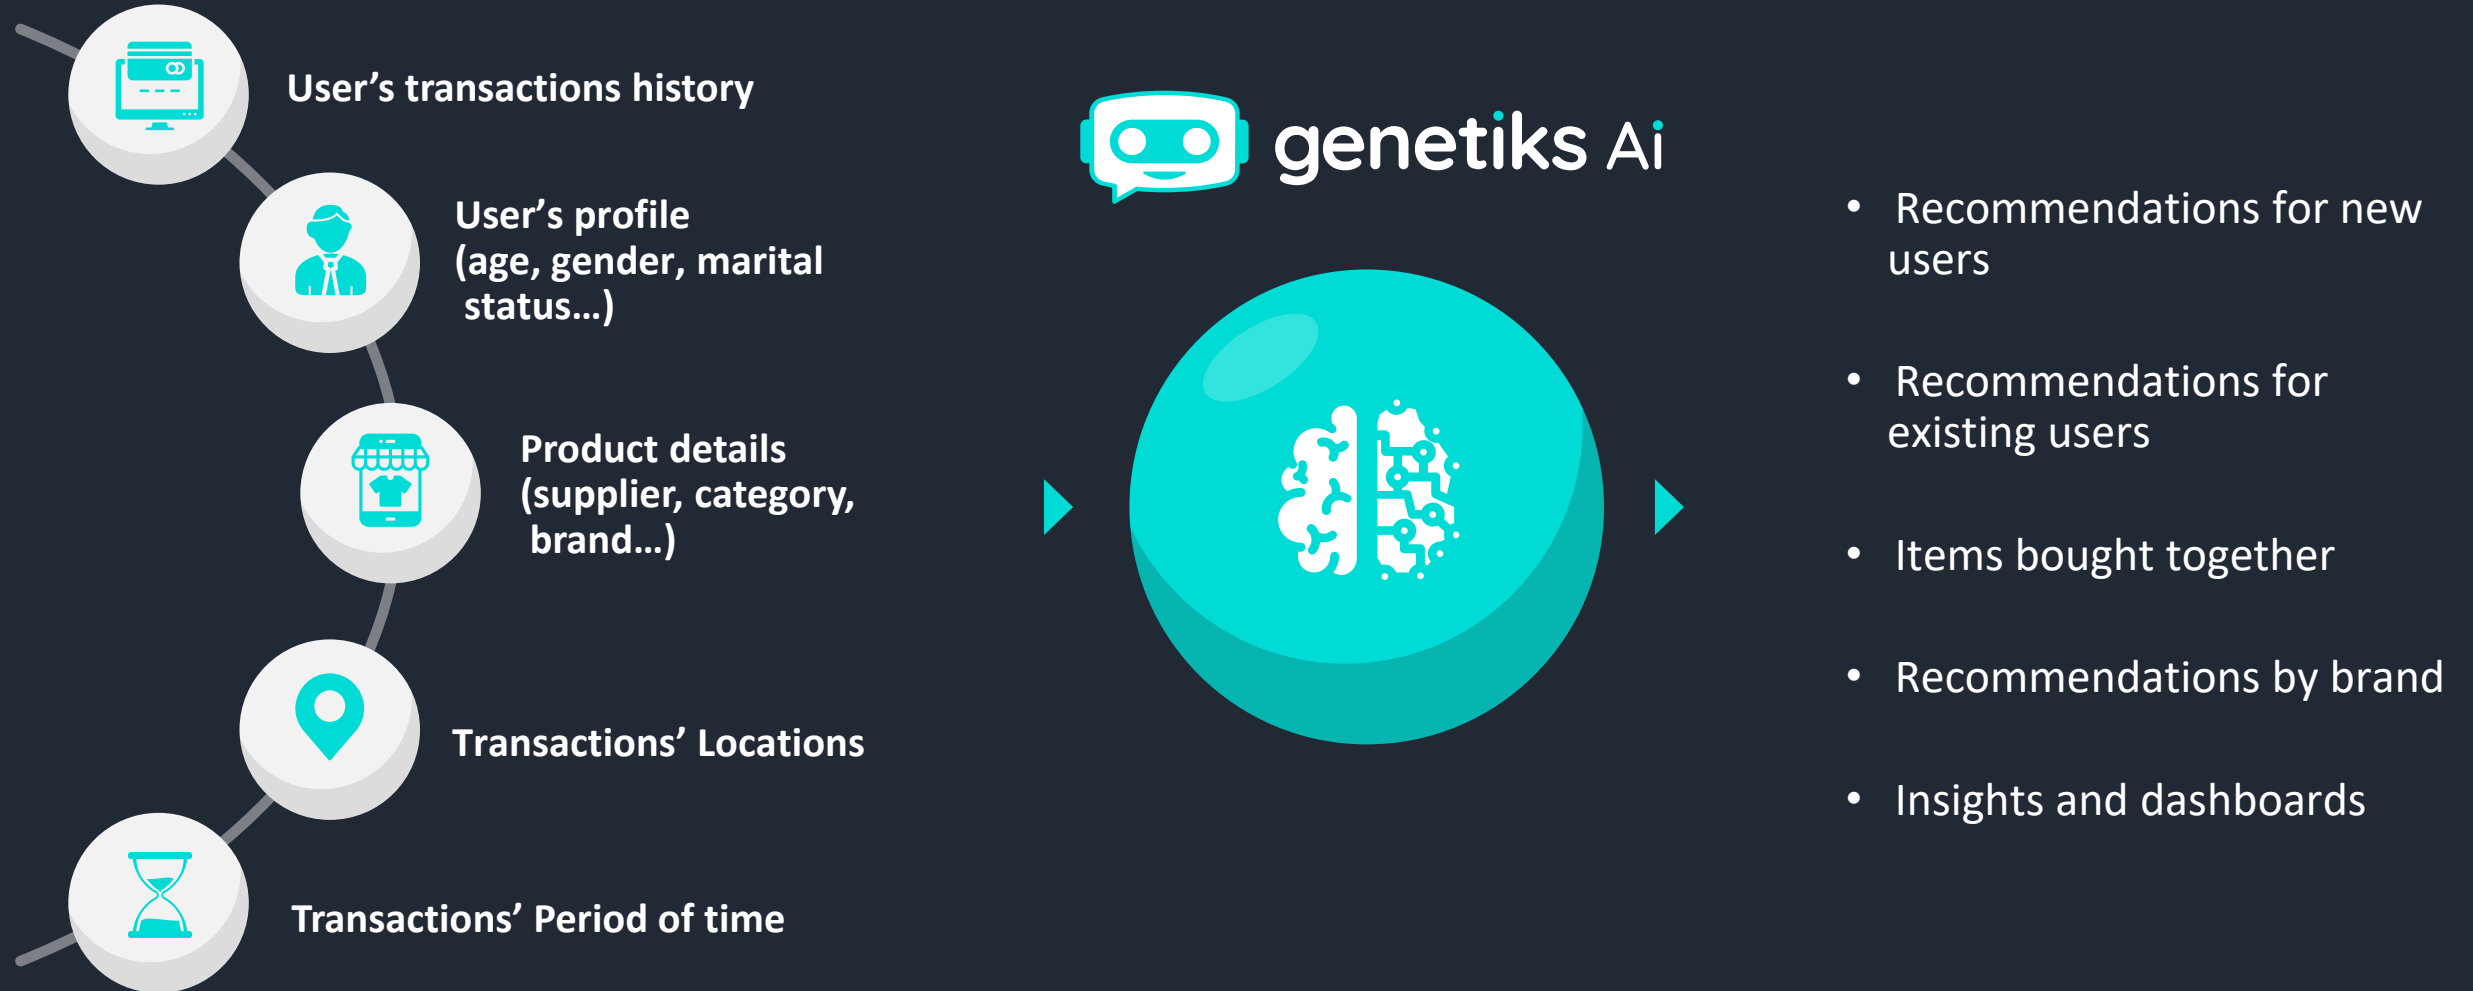 User’s transactions history
User’s profile
(age, gender, marital
status...)
Product details
(supplier, category,
brand...)
Transactions’ Locations
Transactions’ Period of time
genetiks Ai
• Recommendations for new
users
• Recommendations for
existing users
• Items bought together
• Recommendations by brand
• Insights and dashboards